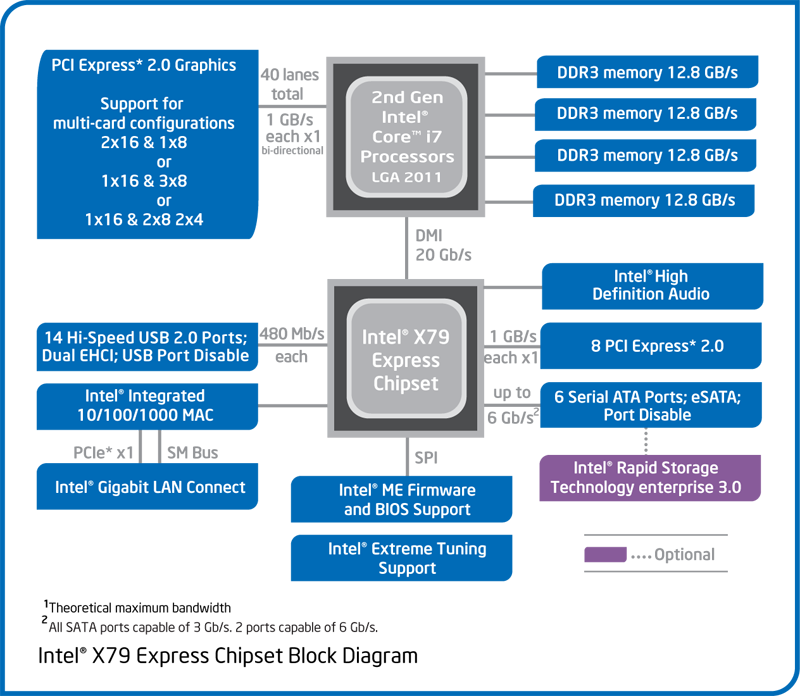 PCI Express* 2.0 Graphics
Support for
multi-card configurations
2x16 & 1x8
or
1x16 & 3x8
or
1x16 & 2x8 2x4
40 lanes
total
1 GB/s
each x1
bi-directional
2nd Gen
Intel®
Core™ i7
Processors
LGA 2011
DDR3 memory 12.8 GB/s
DDR3 memory 12.8 GB/s
DDR3 memory 12.8 GB/s
DDR3 memory 12.8 GB/s
DMI
20 Gb/s
Intel® High
Definition Audio
14 Hi-Speed USB 2.0 Ports;
Dual EHCI; USB Port Disable
480 Mb/s
each
Intel® X79
Express
Chipset
1 GB/s
each x1
8 PCI Express* 2.0
Intel® Integrated
10/100/1000 MAC
up to
6 Gb/s²
6 Serial ATA Ports; eSATA;
Port Disable
PCIe* x1
SM Bus
SPI
Intel® Rapid Storage
Technology enterprise 3.0
Intel® Gigabit LAN Connect
Intel® ME Firmware
and BIOS Support
Intel® Extreme Tuning
Support
Optional
¹Theoretical maximum bandwidth
²All SATA ports capable of 3 Gb/s. 2 ports capable of 6 Gb/s.
Intel® X79 Express Chipset Block Diagram